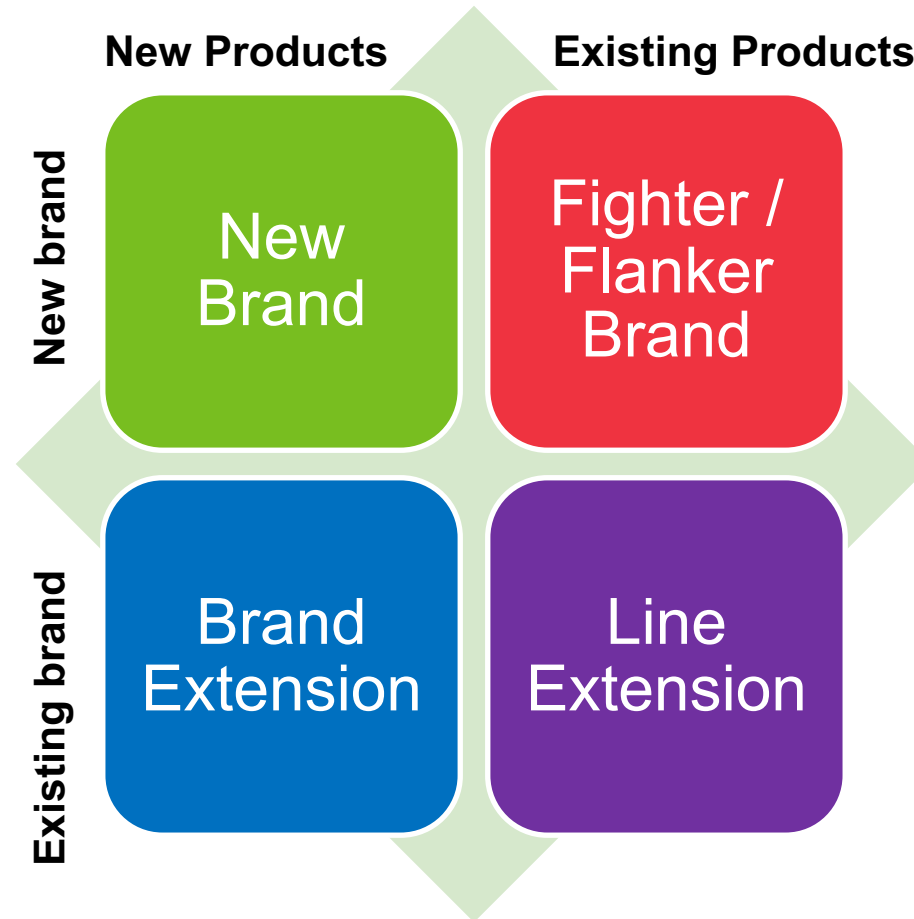 New Products
Existing Products
New brand
New
Brand
Fighter /
Flanker
Brand
Existing brand
Brand
Extension
Line
Extension